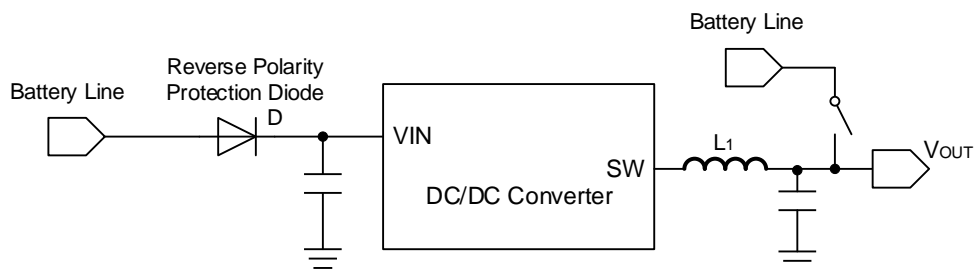 Battery Line
Reverse Polarity
Protection Diode
D
Battery Line
VIN
SW
DC/DC Converter
L1
VOUT